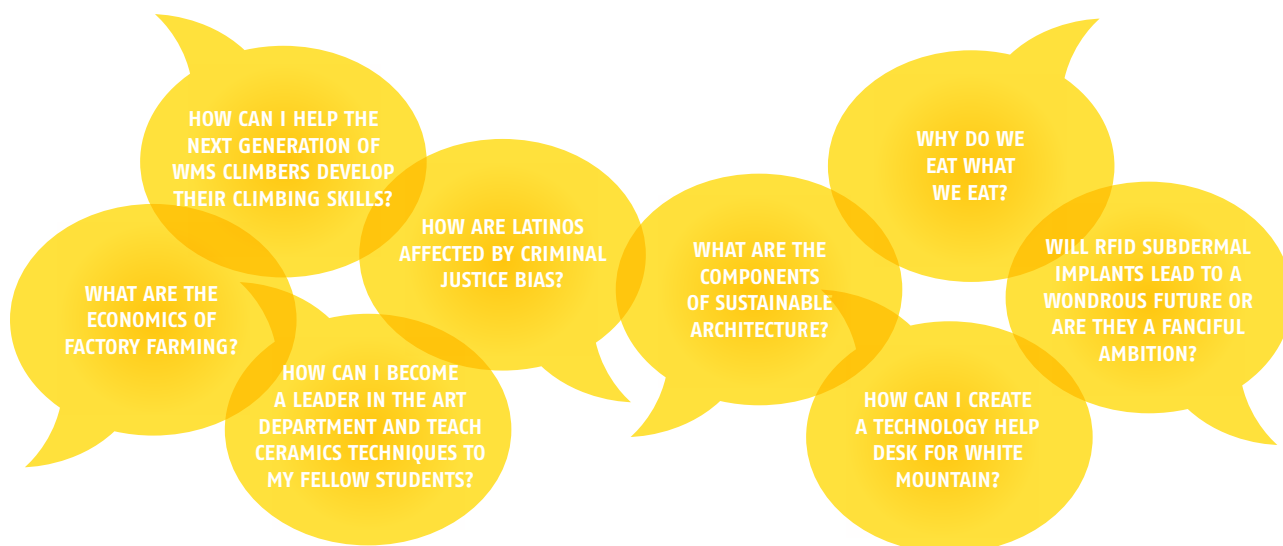 HOW CAN I HELP THE
NEXT GENERATION OF
WMS CLIMBERS DEVELOP
THEIR CLIMBING SKILLS?
WHAT ARE THE
ECONOMICS OF
FACTORY FARMING?
HOW ARE LATINOS
AFFECTED BY CRIMINAL
JUSTICE BIAS?
HOW CAN I BECOME
A LEADER IN THE ART
DEPARTMENT AND TEACH
CERAMICS TECHNIQUES TO
MY FELLOW STUDENTS?
WHY DO WE
EAT WHAT
WE EAT?
WHAT ARE THE
COMPONENTS
OF SUSTAINABLE
ARCHITECTURE?
WILL RFID SUBDERMAL
IMPLANTS LEAD TO A
WONDROUS FUTURE OR
ARE THEY A FANCIFUL
AMBITION?
HOW CAN I CREATE
A TECHNOLOGY HELP
DESK FOR WHITE
MOUNTAIN?